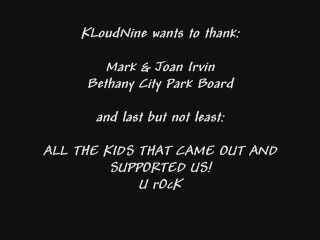 KLoudNine wants to thank:
Mark & Joan Irvin
Bethany City Park Board
and last but not least:
ALL THE KIDS THAT CAME OUT AND
SUPPORTED US!
U rOcK